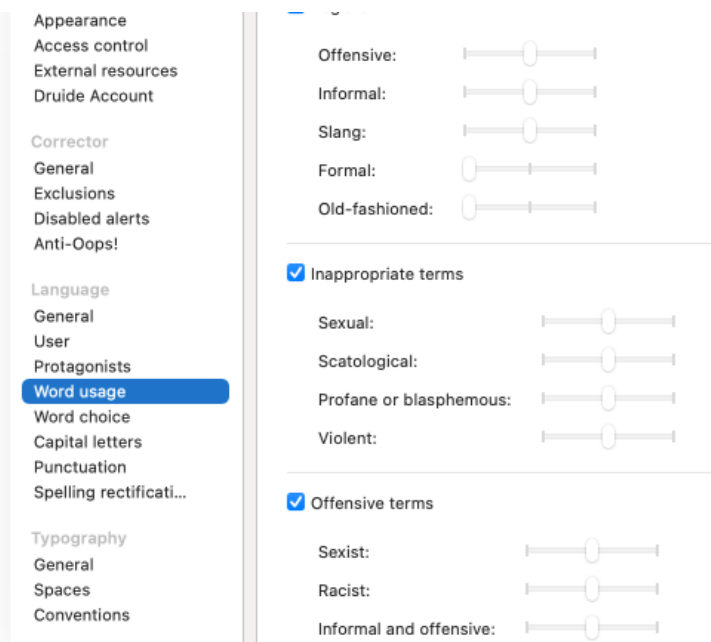 Appearance
Access control
External resources
Druide Account
Corrector
General
Exclusions
Disabled alerts
Anti-Oops!
Language
General
User
Protagonists
Word usage
Word choice
Capital letters
Punctuation
Spelling rectificati...
Typography
General
Spaces
Conventions
Offensive:
Informal:
Slang:
Formal:
Old-fashioned:
Inappropriate terms
Sexual:
Scatological:
Profane or blasphemous:
Violent:
Offensive terms
Sexist:
Racist:
Informal and offensive: